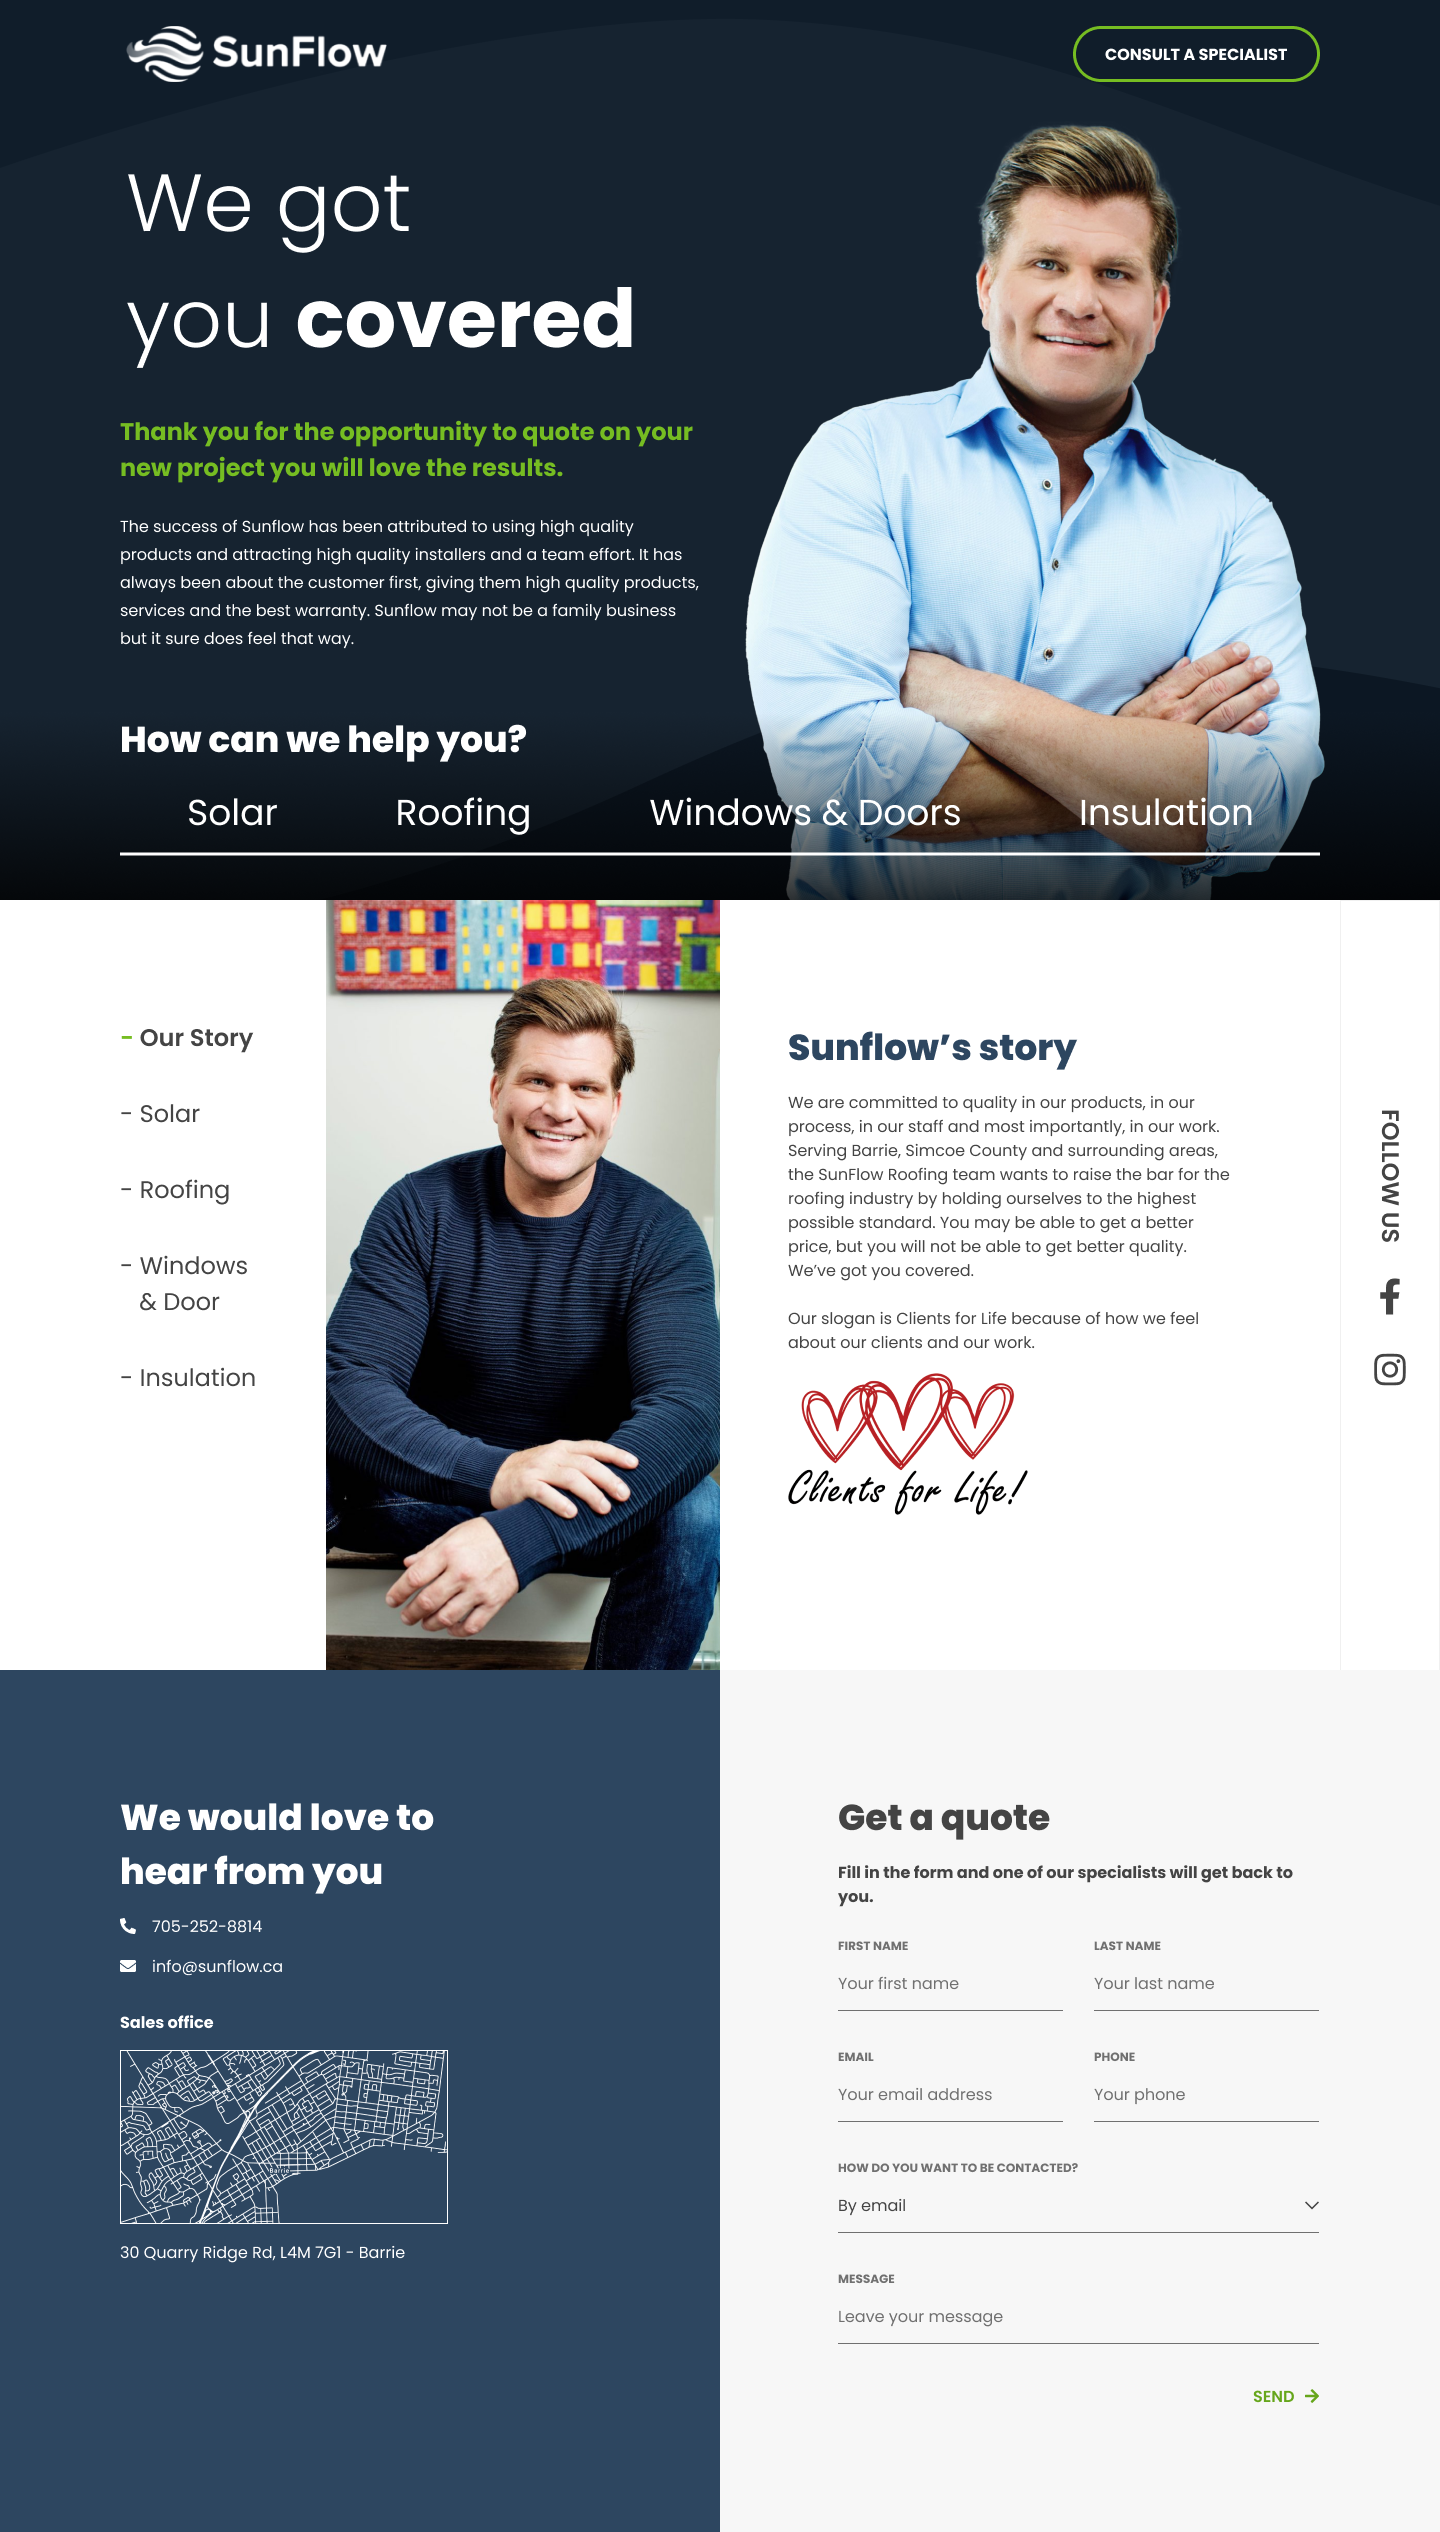 SunFlow
CONSULT A SPECIALIST
We got
you covered
Thank you for the opportunity to quote on your
new project you will love the results.
The success of Sunflow has been attributed to using high quality
products and attracting high quality installers and a team effort. It has
always been about the customer first, giving them high quality products,
services and the best warranty. Sunflow may not be a family business
but it sure does feel that way.
How can we help you?
Solar
Roofing
Windows & Doors
Insulation
- Our Story
- Solar
- Roofing
- Windows
& Door
- Insulation
Sunflow’s story
We are committed to quality in our products, in our
process, in our staff and most importantly, in our work.
Serving Barrie, Simcoe County and surrounding areas,
the SunFlow Roofing team wants to raise the bar for the
roofing industry by holding ourselves to the highest
possible standard. You may be able to get a better
price, but you will not be able to get better quality.
We’ve got you covered.
Our slogan is Clients for Life because of how we feel
about our clients and our work.
Clients for Life!
FOLLOW US
We would love to
hear from you
705-252-8814
info@sunflow.ca
Sales office
Barrie
30 Quarry Ridge Rd, L4M 7G1 - Barrie
Get a quote
Fill in the form and one of our specialists will get back to
you.
FIRST NAME
Your first name
LAST NAME
Your last name
EMAIL
Your email address
PHONE
Your phone
HOW DO YOU WANT TO BE CONTACTED?
By email
MESSAGE
Leave your message
SEND